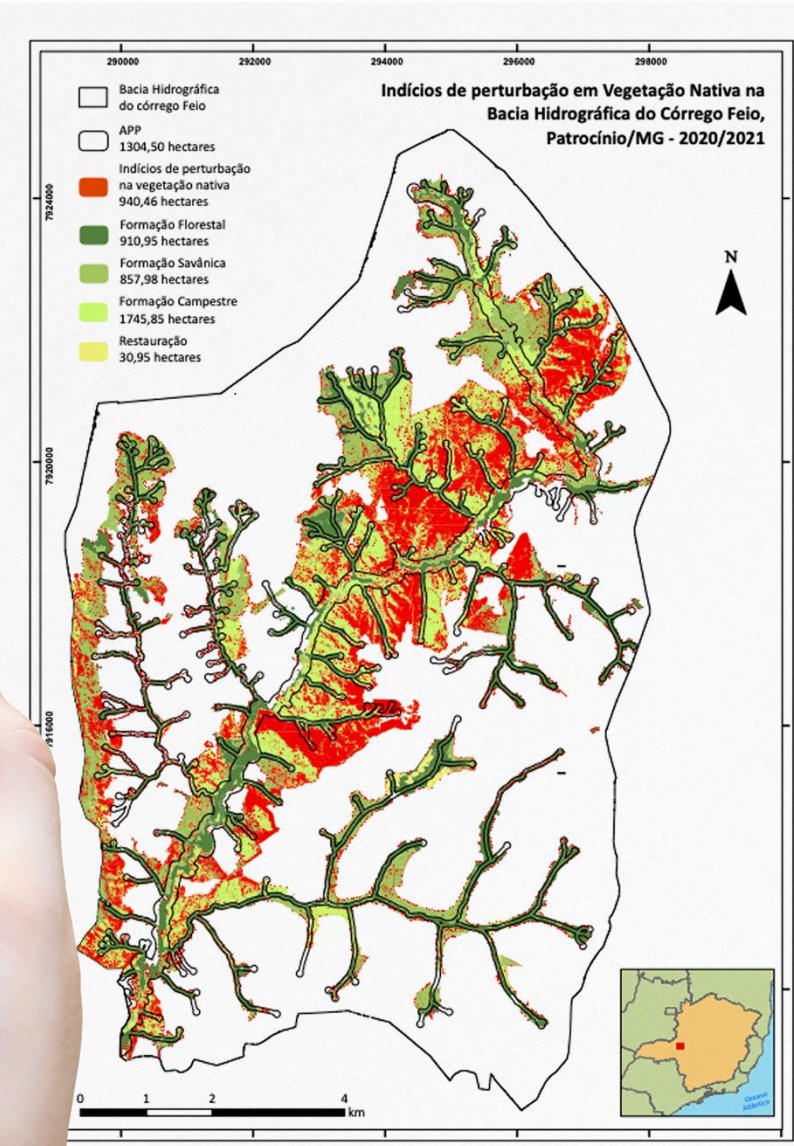 290000
292000
294000
296000
298000
Indícios de perturbação em Vegetação Nativa na
Bacia Hidrográfica do Córrego Feio,
Patrocínio/MG - 2020/2021
Bacia Hidrográfica
do córrego Feio
APP
1304,50 hectares
Indícios de perturbação
na vegetação nativa
940,46 hectares
Formação Florestal
910,95 hectares
Formação Savânica
857,98 hectares
Formação Campestre
1745,85 hectares
Restauração
30,95 hectares
7924000
N
7920000
7916000
0 1 2 4
km
Oceano
Atlântico